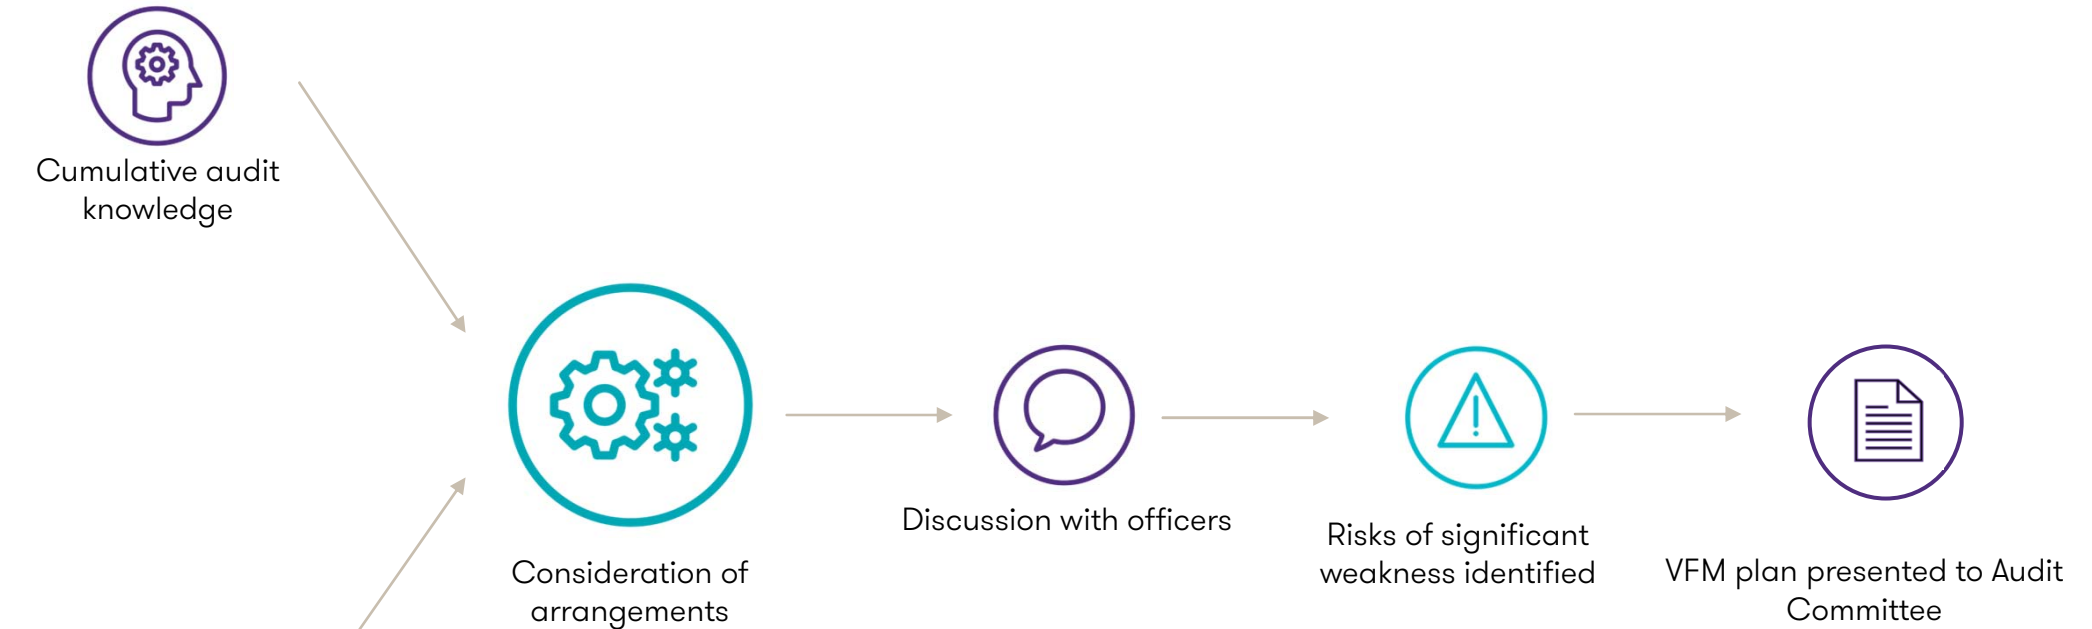 Cumulative audit
knowledge
Consideration of
arrangements
Discussion with officers
Risks of significant
weakness identified
VFM plan presented to Audit
Committee